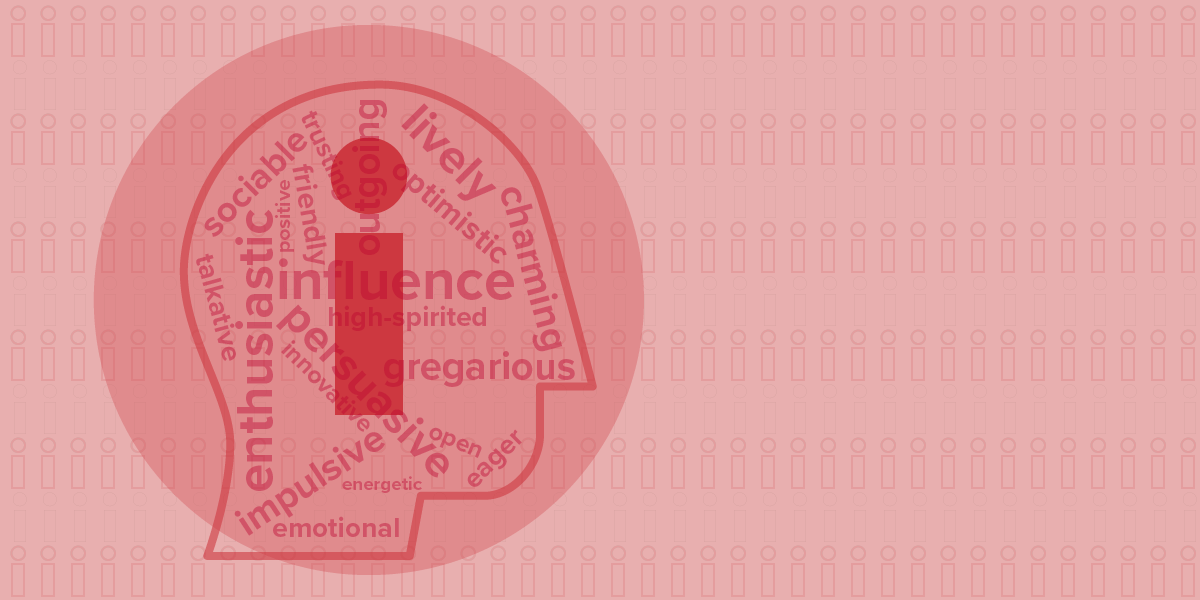 outgoing
lively
trusting
sociable
optimistic
friendly
positive
charming
enthusiastic
talkative
influence
high-spirited
persuasive
gregarious
innovative
open
eager
impulsive
energetic
emotional
i